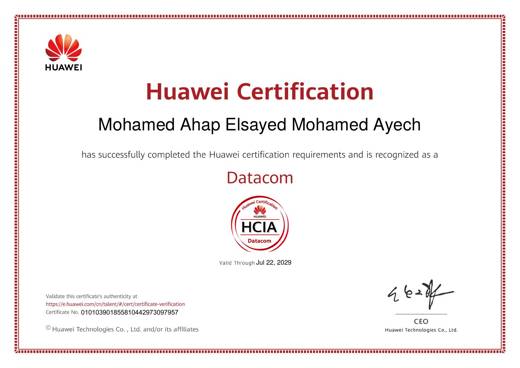 HUAWEI
Huawei Certification
Mohamed Ahap Elsayed Mohamed Ayech
has successfully completed the Huawei certification requirements and is recognized as a
Datacom
Huawei Certification
HUAWEI
HCIA
Datacom
Valid Through Jul 22, 2029
Validate this certificate's authenticity at
https://e.huawei.com/cn/talent/#/cert/certificate-verification
Certificate No. 010103901855810442973097957
© Huawei Technologies Co. , Ltd. and/or its affiliates
CEO
Huawei Technologies Co., Ltd.